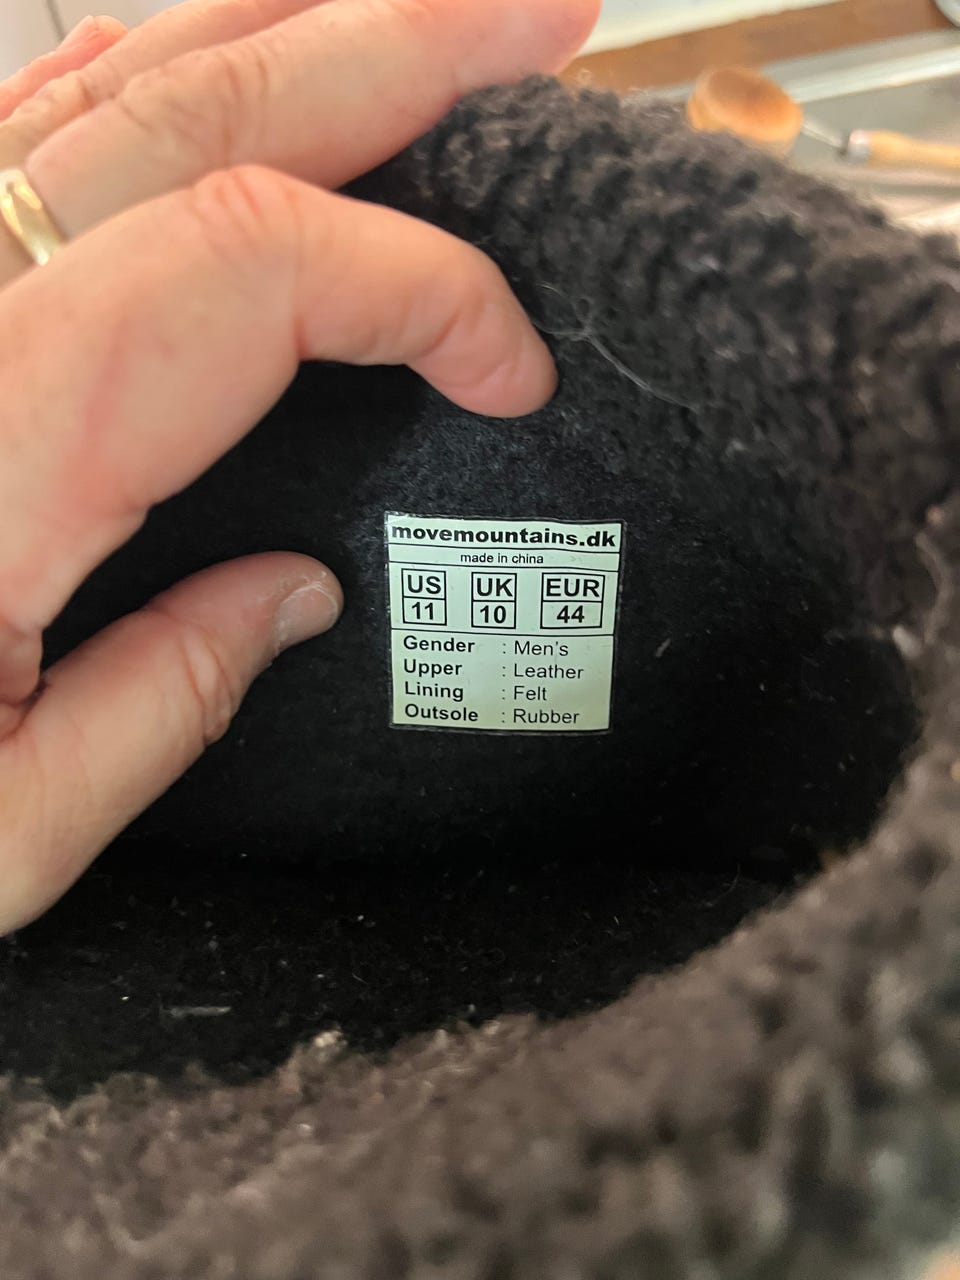 movemountains.dk
made in china
US UK EUR
11 10 44
Gender : Men's
Upper : Leather
Lining : Felt
Outsole : Rubber